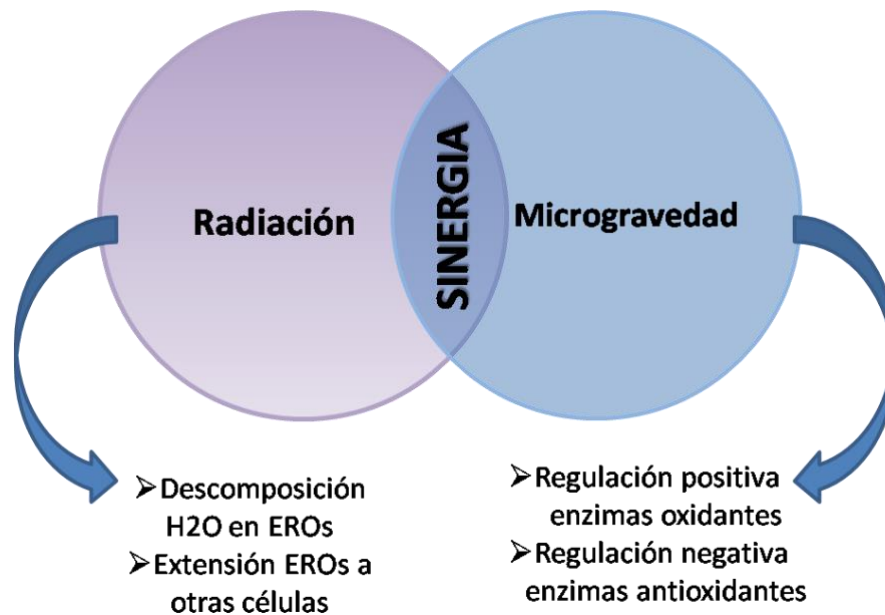 Radiación
SINERGIA
Microgravedad
➢Descomposición
H2O en EROs
➢Extensión EROs a
otras células
➢Regulación positiva
enzimas oxidantes
➢Regulación negativa
enzimas antioxidantes